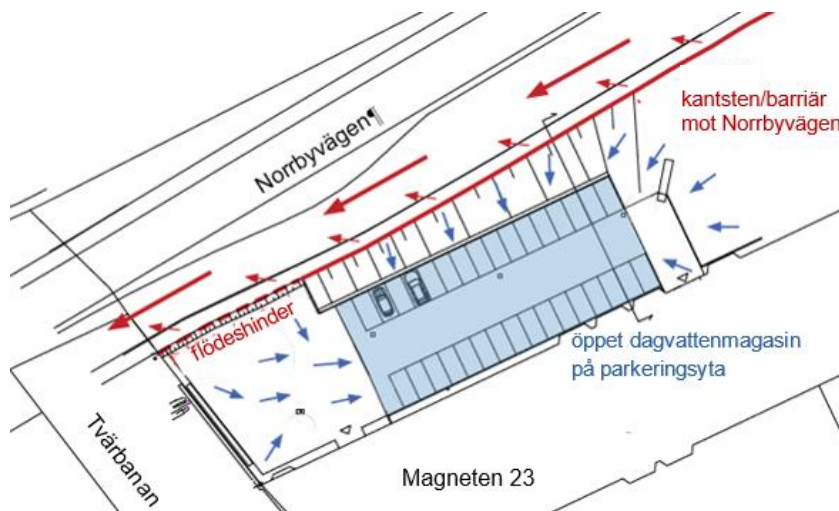 kantsten/barriär
mot Norrbyvägen
Norrbyvägen¶
flödeshinder
öppet dagvattenmagasin
på parkeringsyta
Tvärbanan
Magneten 23